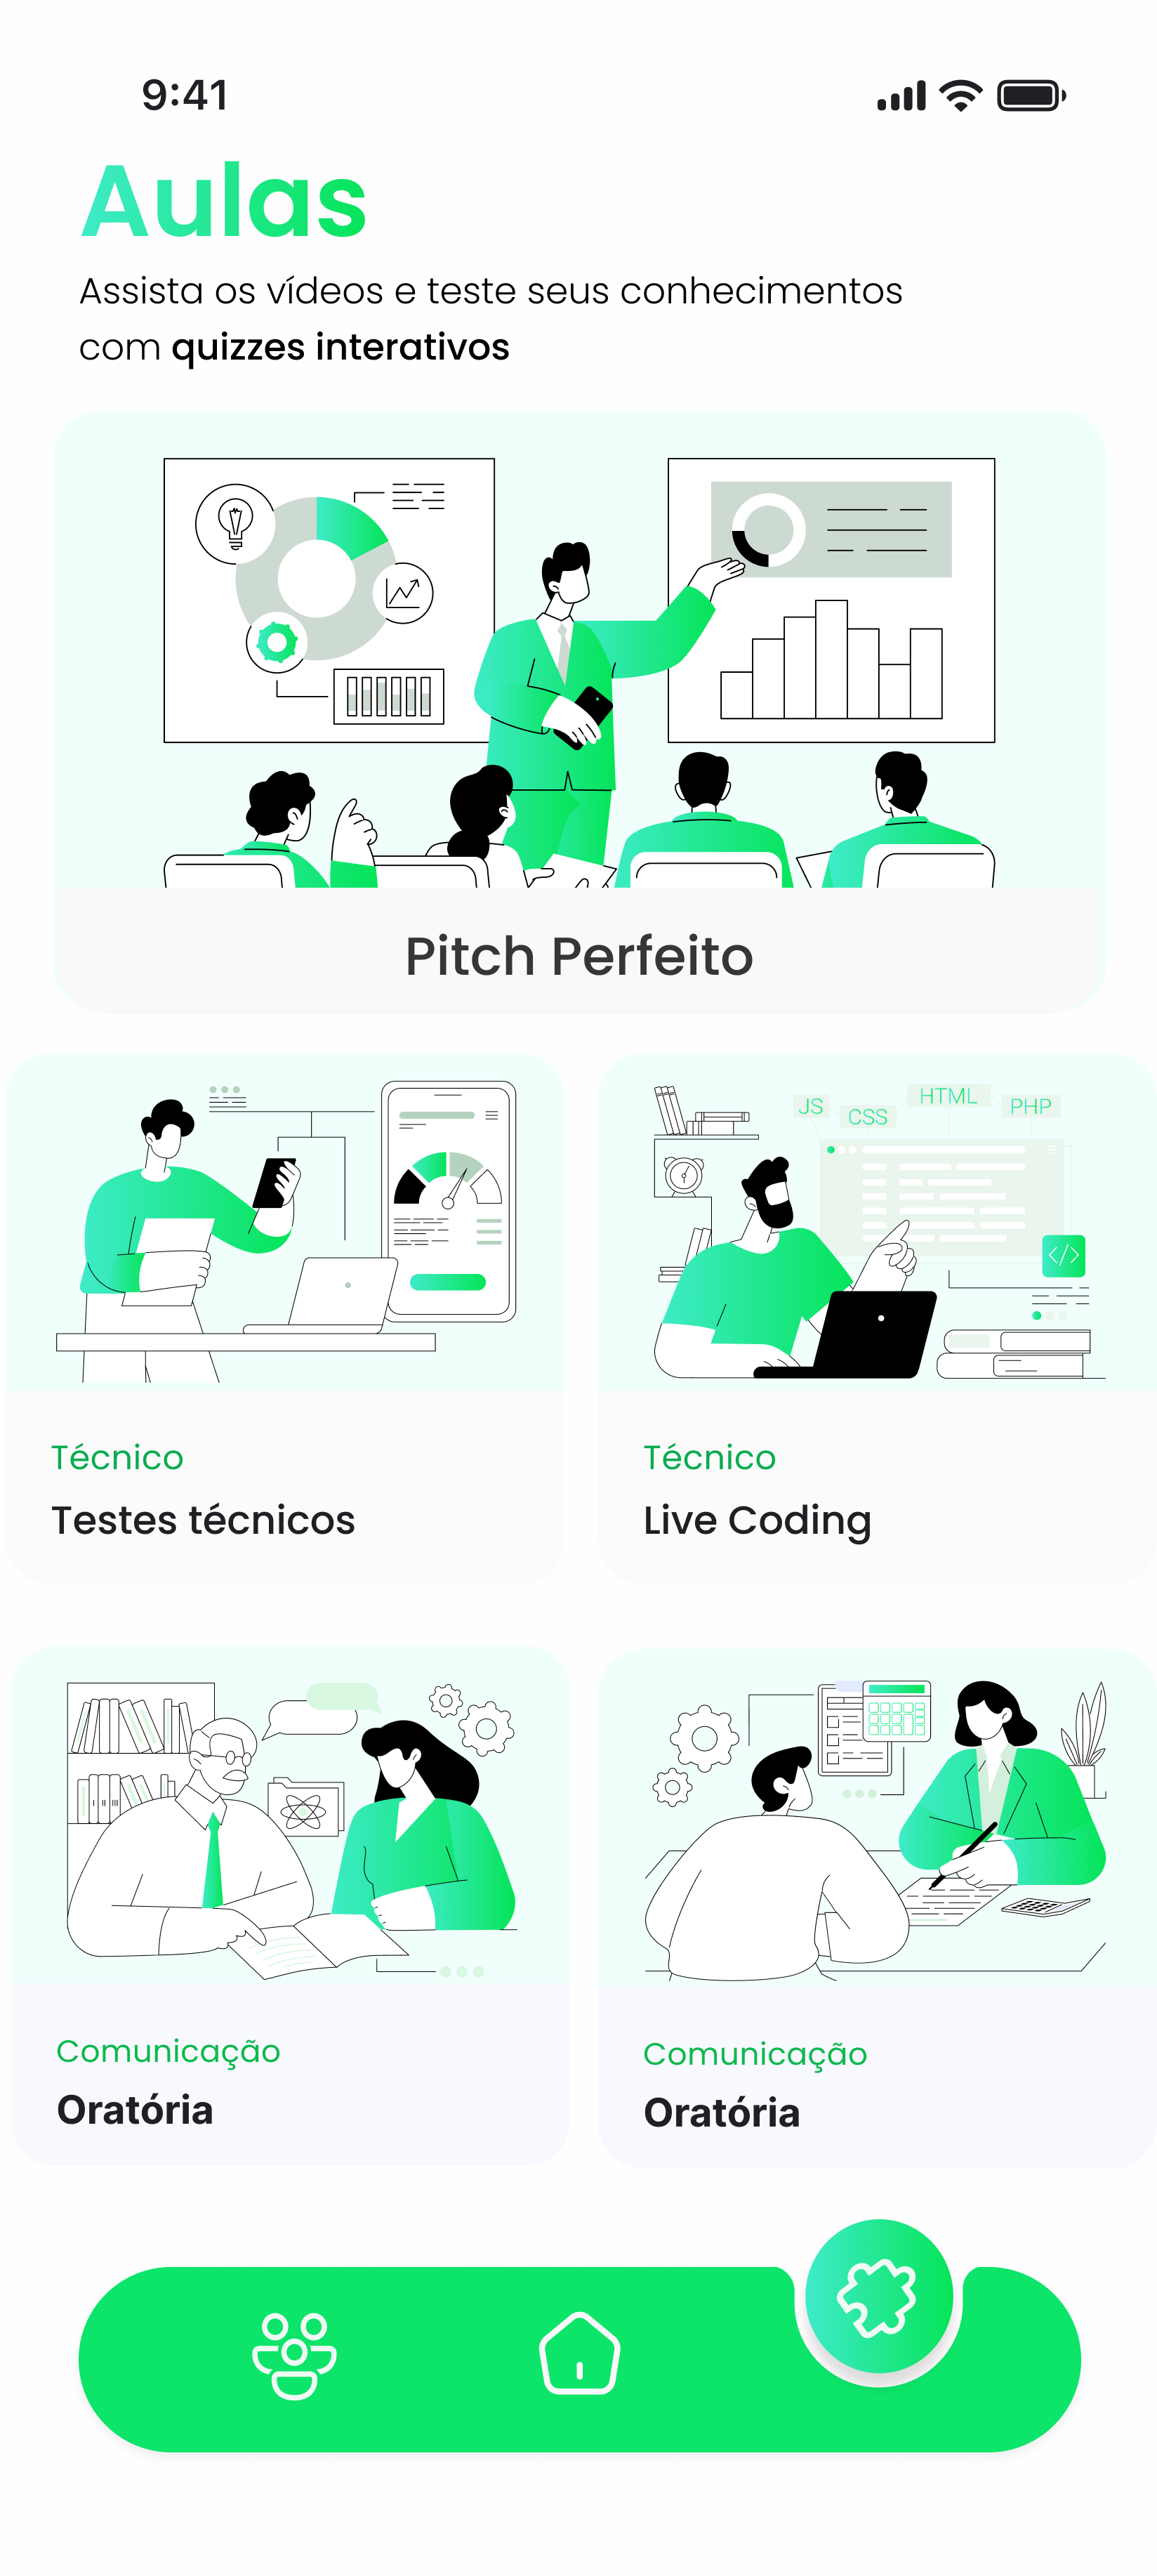 9:41
Aulas
Assista os vídeos e teste seus conhecimentos
com quizzes interativos
Pitch Perfeito
JS
CSS
HTML
PHP
</>
Técnico
Testes técnicos
Técnico
Live Coding
Comunicação
Oratória
Comunicação
Oratória